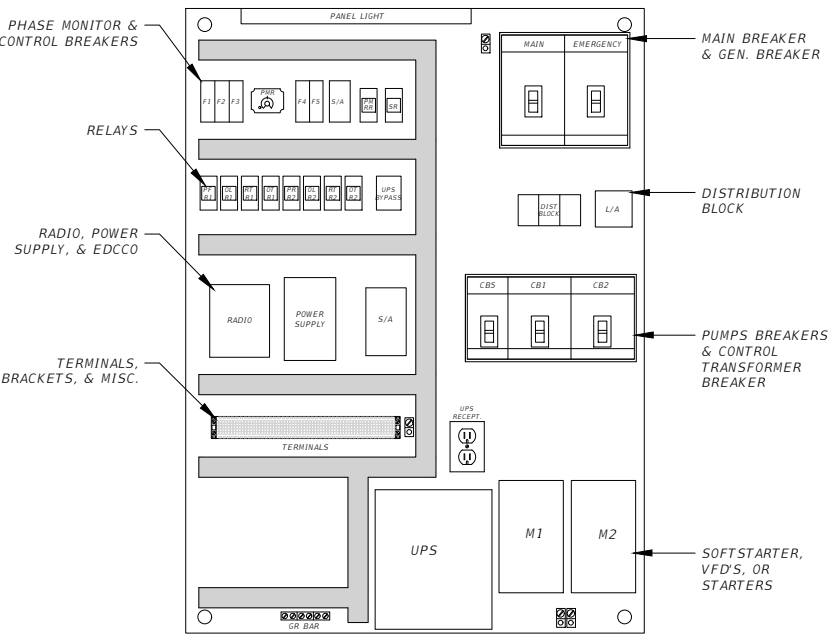 PANEL LIGHT
PHASE MONITOR &
CONTROL BREAKERS
F1 F2 F3
PMR
F4 F5
S/A
PM
RR
SR
MAIN
EMERGENCY
MAIN BREAKER
& GEN. BREAKER
RELAYS
PF
R1
OL
R1
RT
R1
OT
R1
PR
R2
OL
R2
RT
R2
OT
R2
UPS
BYPASS
DIST
BLOCK
L/A
DISTRIBUTION
BLOCK
RADIO, POWER
SUPPLY, & EDCCO
RADIO
POWER
SUPPLY
S/A
CB5
CB1
CB2
PUMPS BREAKERS
& CONTROL
TRANSFORMER
BREAKER
TERMINALS,
BRACKETS, & MISC.
TERMINALS
UPS
RECEPT.
UPS
M1
M2
SOFTSTARTER,
VFD'S, OR
STARTERS
GR BAR